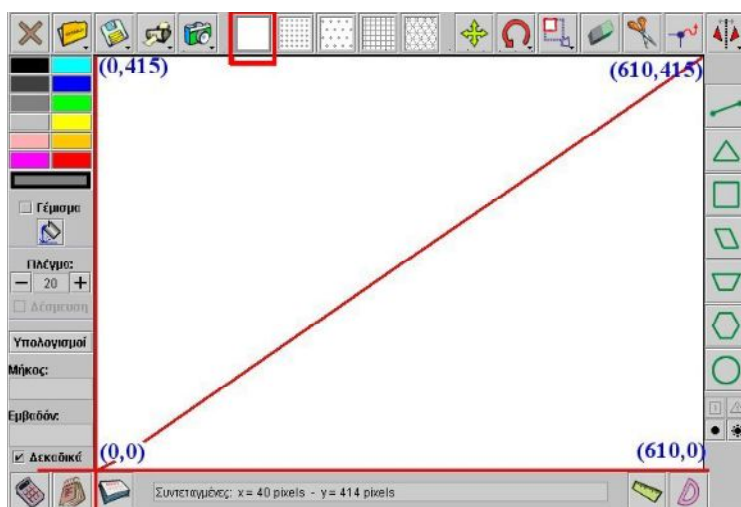 (0,415)
(610,415)
Γέμισμα
Πλέγμα:
20
Δέσμευση
Υπολογισμοί
Μήκος:
Εμβαδόν:
Δεκαδικά
(0,0)
(610,0)
Συντεταγμένες: x = 40 pixels - y = 414 pixels